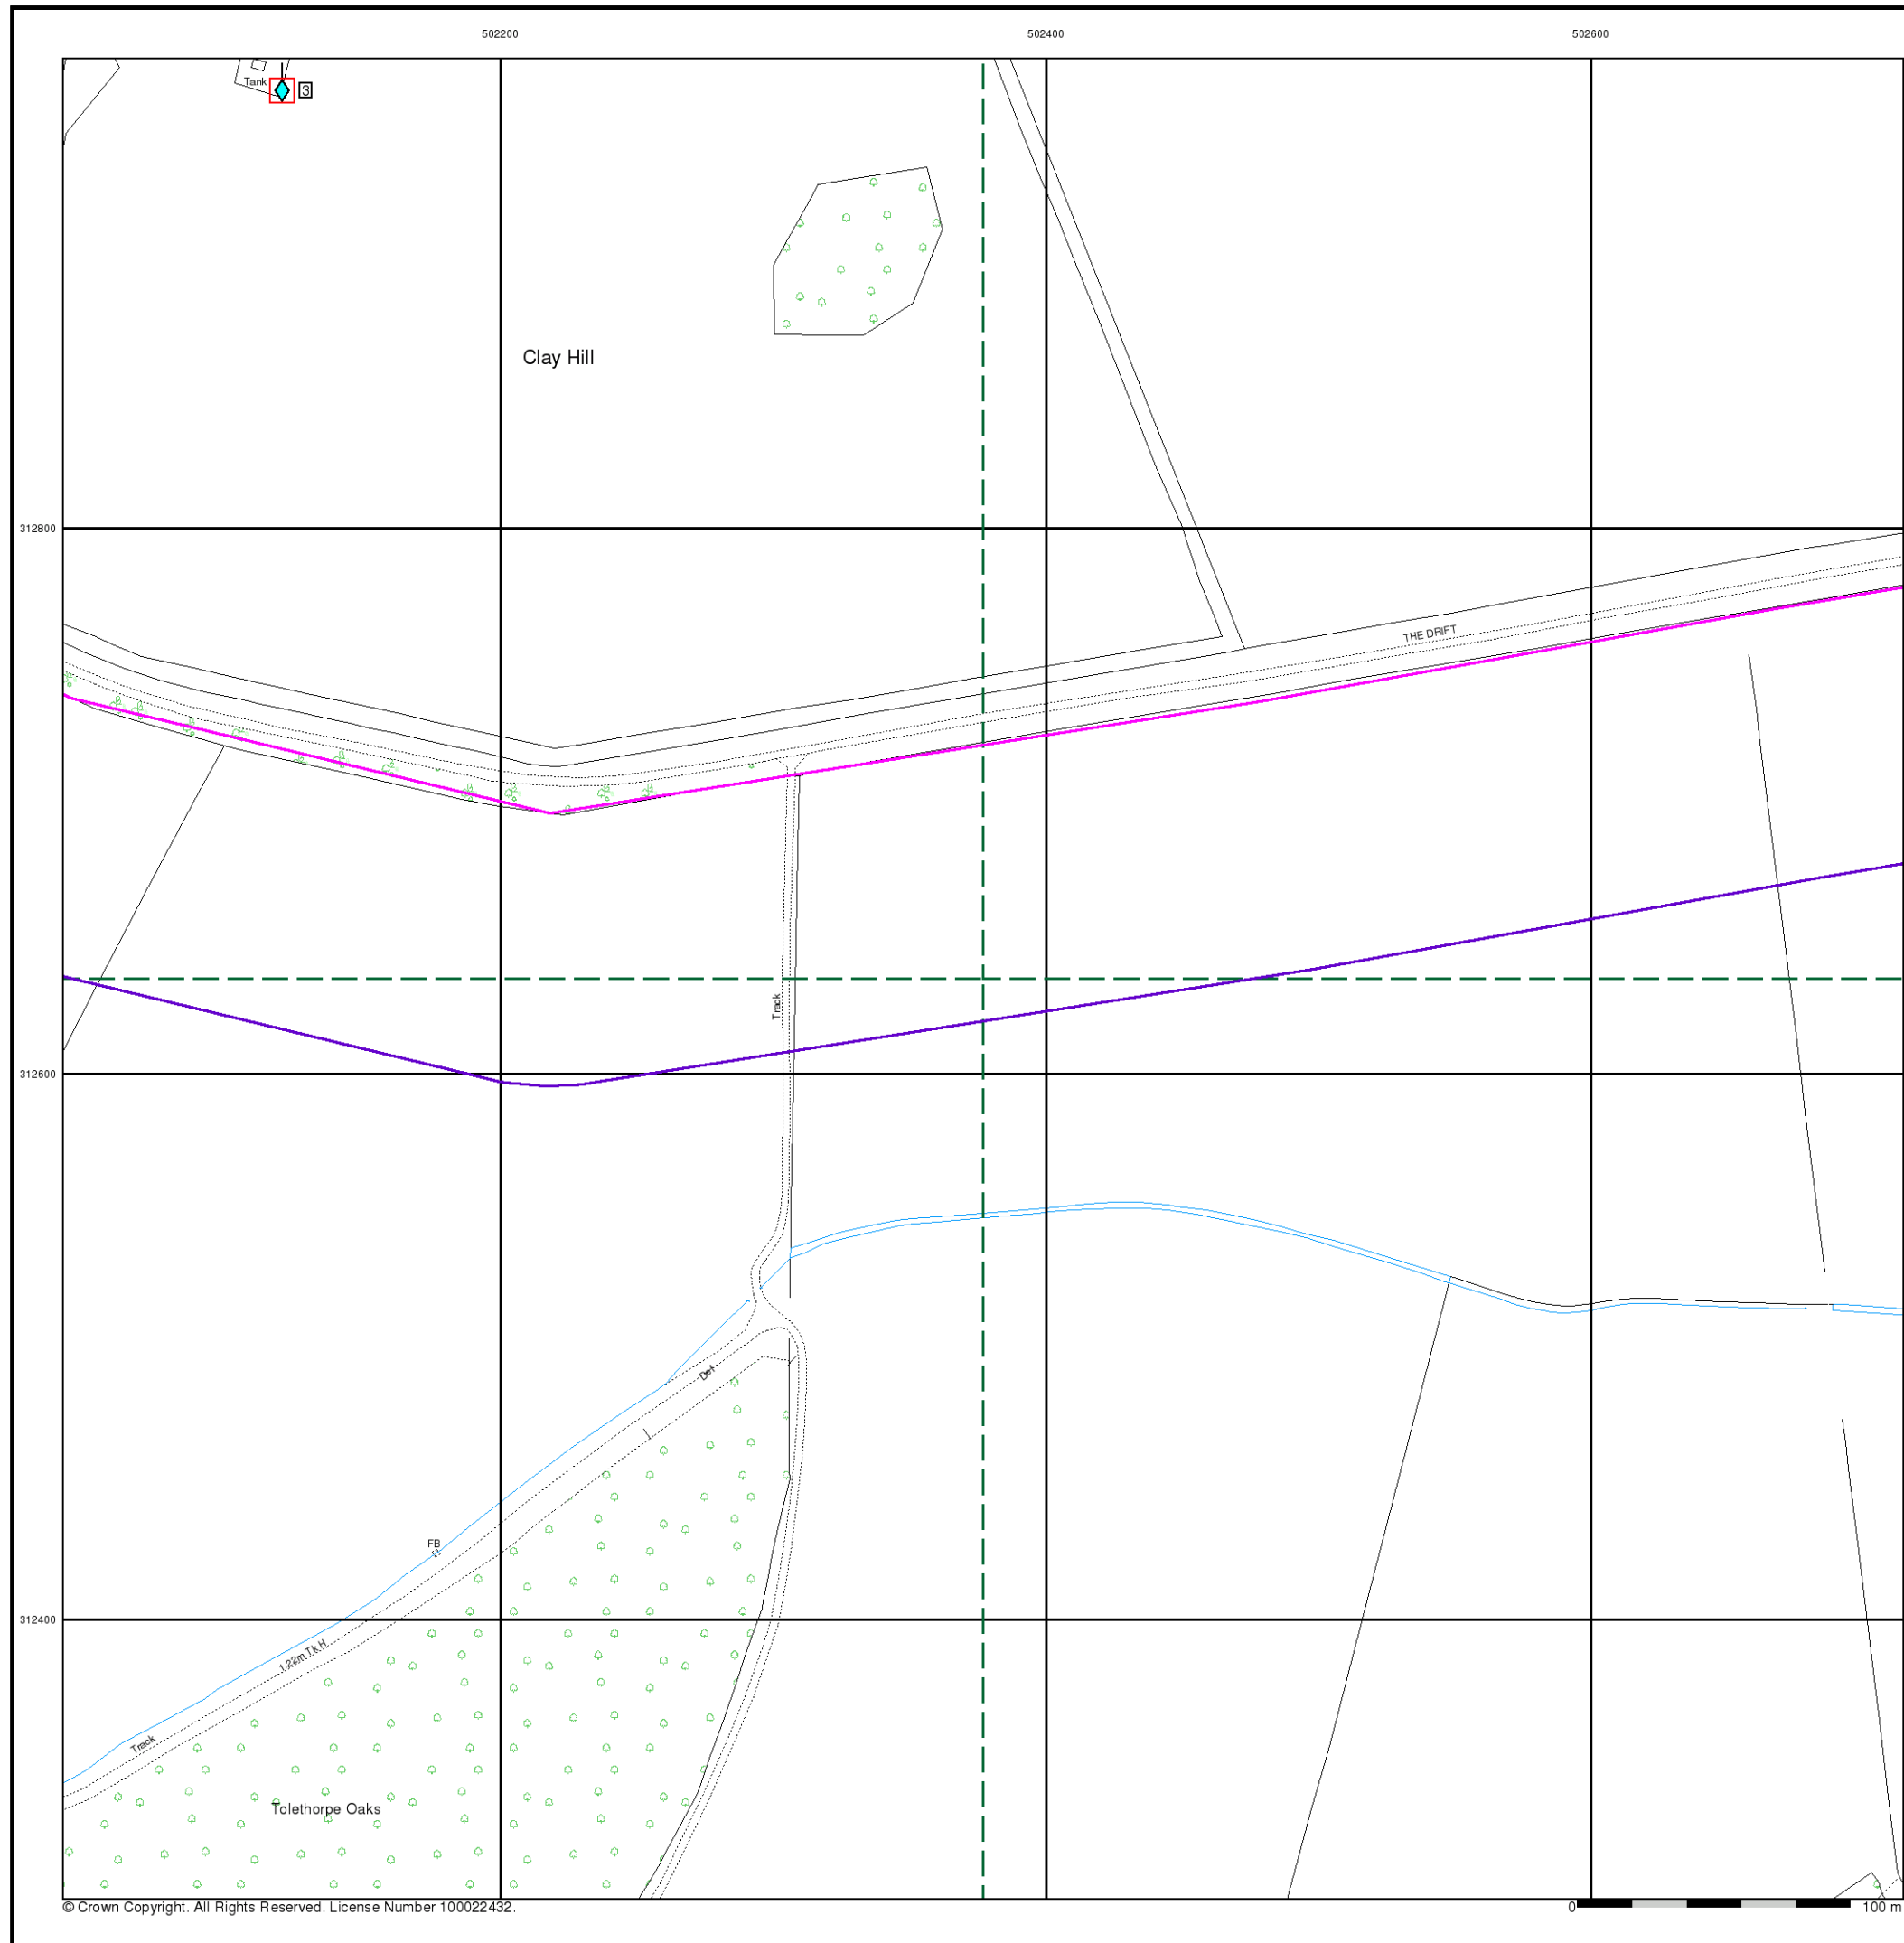 502200
502400
502600
Tank
3
Clay Hill
312800
THE DRIFT
Track
312600
Def
FB
312400
1.22m Tk H
Track
Tolethorpe Oaks
© Crown Copyright. All Rights Reserved. License Number 100022432.
0
100 m